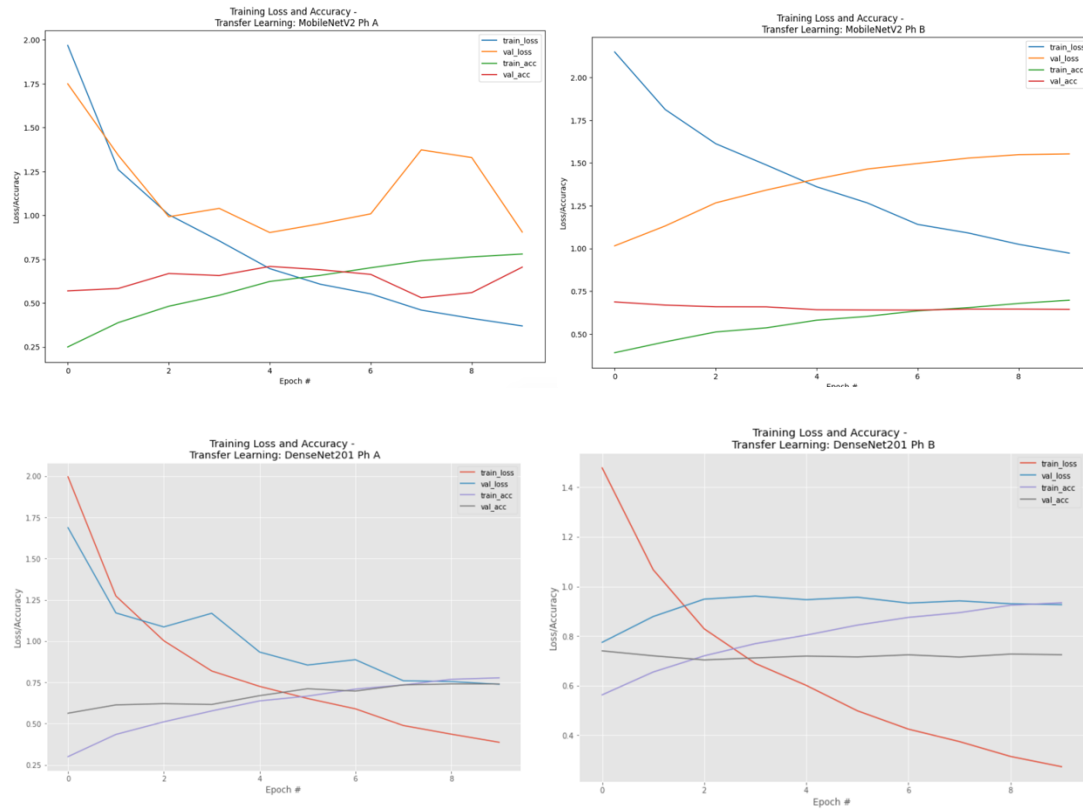 Training Loss and Accuracy -
Transfer Learning: MobileNetV2 Ph A
train_loss
val_loss
train_acc
val_acc
2.00
1.75
1.50
1.25
1.00
0.75
0.50
0.25
Loss/Accuracy
0 2 4 6 8
Epoch #
Training Loss and Accuracy -
Transfer Learning: MobileNetV2 Ph B
train_loss
val_loss
train_acc
val_acc
2.00
1.75
1.50
1.25
1.00
0.75
0.50
Loss/Accuracy
0 2 4 6 8
Epoch #
Training Loss and Accuracy -
Transfer Learning: DenseNet201 Ph A
train_loss
val_loss
train_acc
val_acc
2.00
1.75
1.50
1.25
1.00
0.75
0.50
0.25
Loss/Accuracy
0 2 4 6 8
Epoch #
Training Loss and Accuracy -
Transfer Learning: DenseNet201 Ph B
train_loss
val_loss
train_acc
val_acc
1.4
1.2
1.0
0.8
0.6
0.4
Loss/Accuracy
0 2 4 6 8
Epoch #